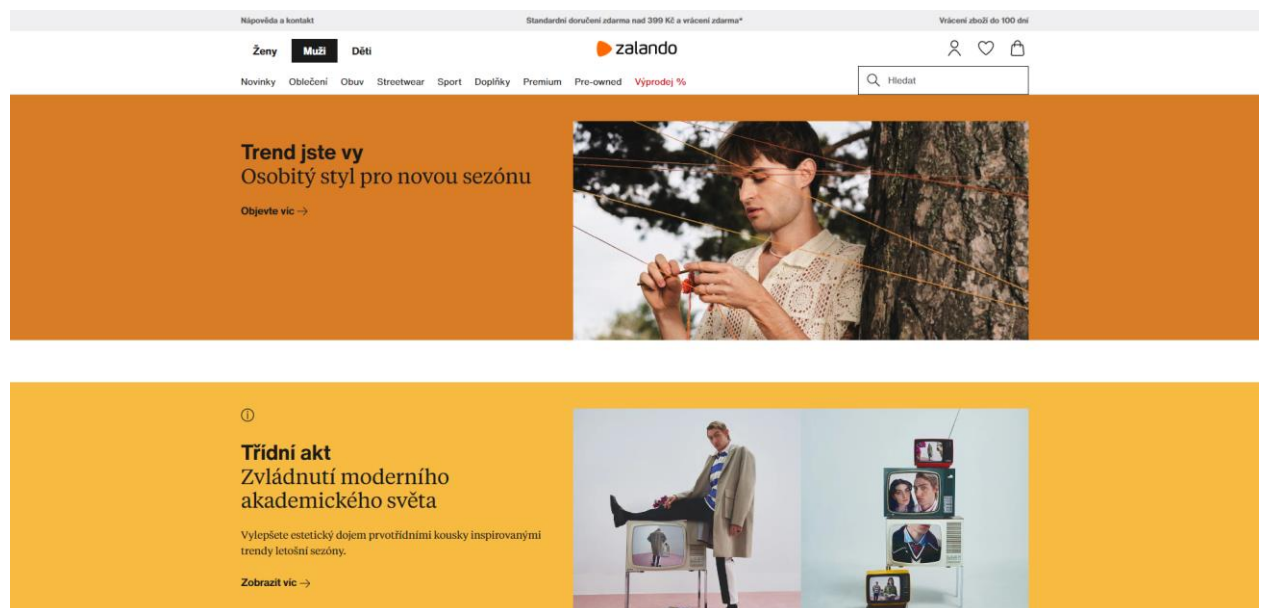 Nápověda a kontakt
Standardní doručení zdarma nad 399 Kč a vrácení zdarma*
Vrácení zboží do 100 dní
Ženy
Muži
Děti
zalando
Novinky Oblečení Obuv Streetwear Sport Doplňky Premium Pre-owned Výprodej %
Hledat
Trend jste vy
Osobitý styl pro novou sezónu
Objevte víc →
Třídní akt
Zvládnutí moderního
akademického světa
Vylepšete estetický dojem prvotřídními kousky inspirovanými
trendy letošní sezóny.
Zobrazit víc →